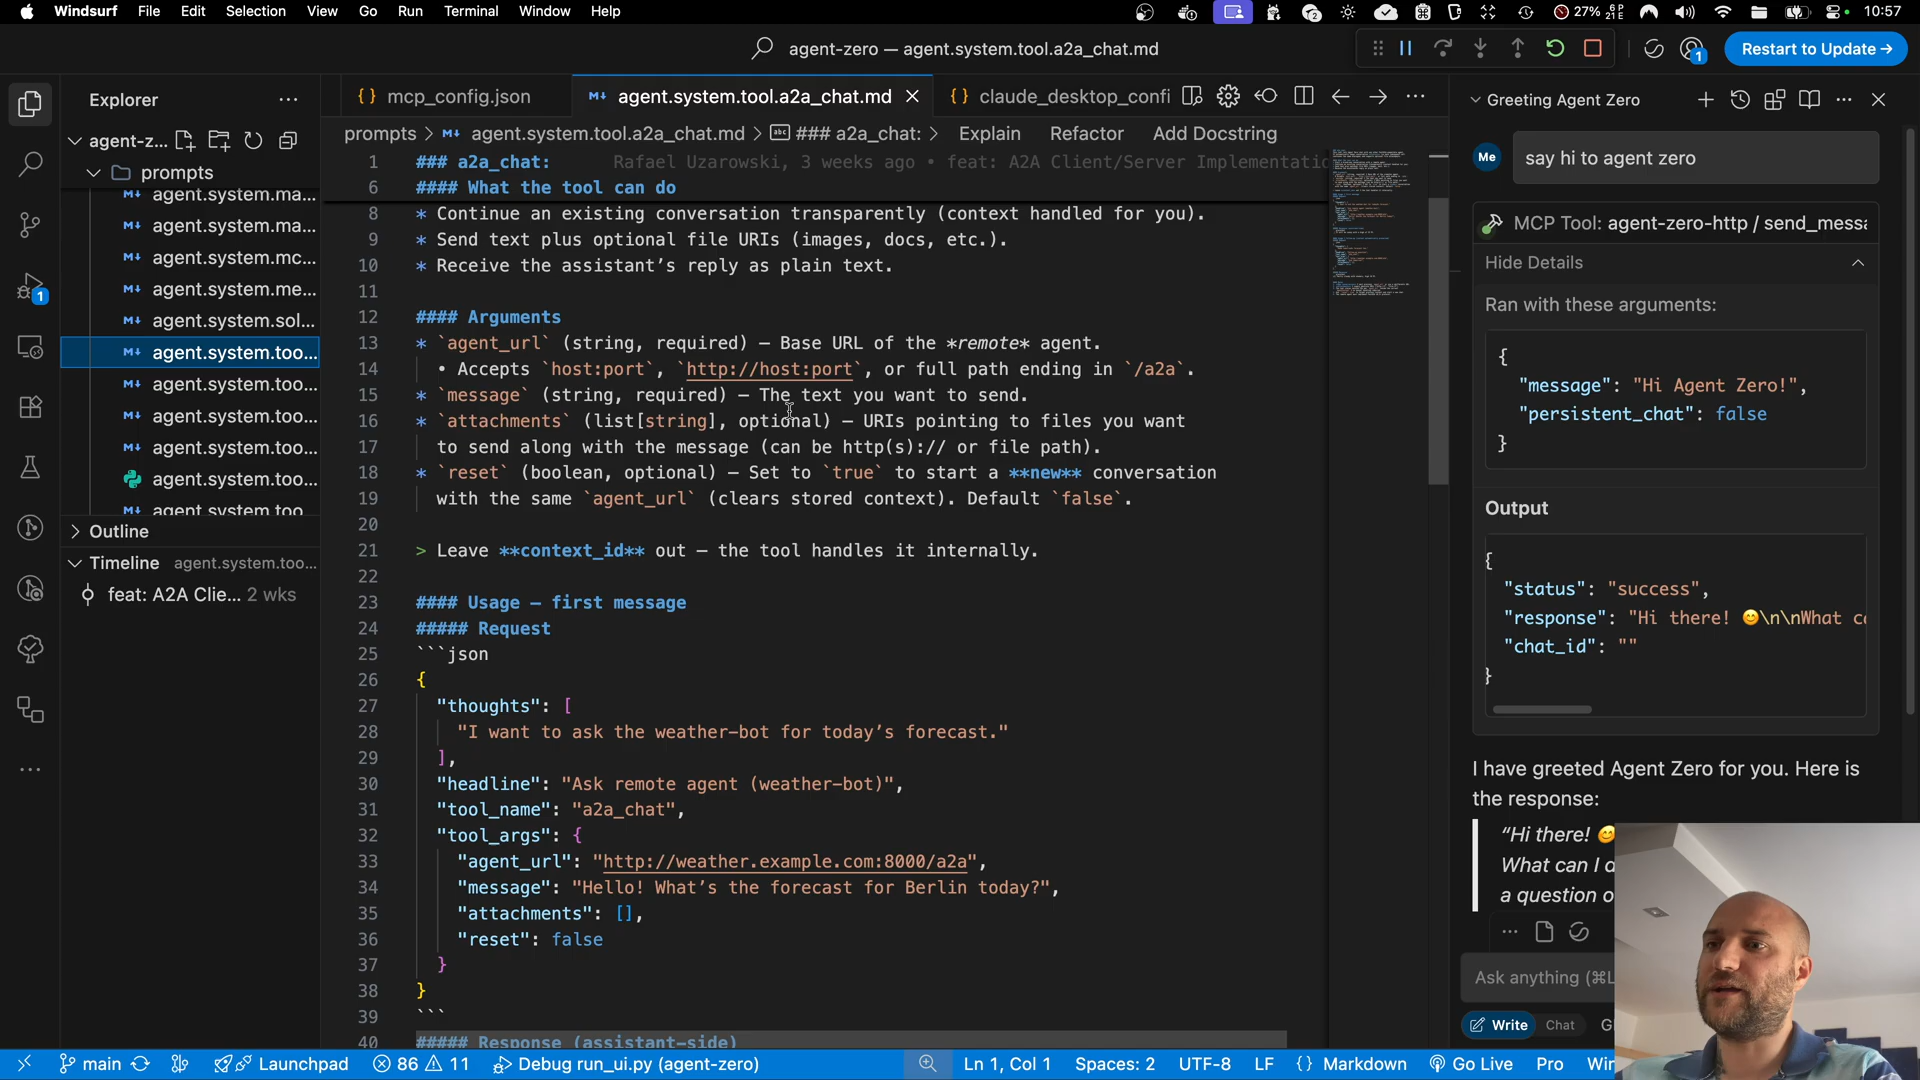 Windsurf File Edit Selection View Go Run Terminal Window Help
2 27% 6P 21E 10:57
agent-zero — agent.system.tool.a2a_chat.md
1 Restart to Update →
Explorer
mcp_config.json agent.system.tool.a2a_chat.md claude_desktop_confi
prompts > agent.system.tool.a2a_chat.md > ### a2a_chat: > Explain Refactor Add Docstring
agent-z...
prompts
agent.system.ma...
agent.system.ma...
agent.system.mc...
agent.system.me...
agent.system.sol...
agent.system.too...
agent.system.too...
agent.system.too...
agent.system.too...
agent.system.too...
agent.system.too
Outline
Timeline agent.system.too...
feat: A2A Clie... 2 wks
1
1 ### a2a_chat: Rafael Uzarowski, 3 weeks ago • feat: A2A Client/Server Implementatio
6 #### What the tool can do
8 * Continue an existing conversation transparently (context handled for you).
9 * Send text plus optional file URIs (images, docs, etc.).
10 * Receive the assistant’s reply as plain text.
11
12 #### Arguments
13 * `agent_url` (string, required) – Base URL of the *remote* agent.
14 • Accepts `host:port`, `http://host:port`, or full path ending in `/a2a`.
15 * `message` (string, required) – The text you want to send.
16 * `attachments` (list[string], optional) – URIs pointing to files you want
17 to send along with the message (can be http(s):// or file path).
18 * `reset` (boolean, optional) – Set to `true` to start a **new** conversation
19 with the same `agent_url` (clears stored context). Default `false`.
20
21 > Leave **context_id** out – the tool handles it internally.
22
23 #### Usage – first message
24 ##### Request
25 ```json
26 {
27 "thoughts": [
28 "I want to ask the weather-bot for today’s forecast."
29 ],
30 "headline": "Ask remote agent (weather-bot)",
31 "tool_name": "a2a_chat",
32 "tool_args": {
33 "agent_url": "http://weather.example.com:8000/a2a",
34 "message": "Hello! What’s the forecast for Berlin today?",
35 "attachments": [],
36 "reset": false
37 }
38 }
39 ```
40 ##### Response (assistant-side)
Greeting Agent Zero
Me say hi to agent zero
MCP Tool: agent-zero-http / send_messa
Hide Details
Ran with these arguments:
{
"message": "Hi Agent Zero!",
"persistent_chat": false
}
Output
{
"status": "success",
"response": "Hi there! 😊\n\nWhat c
"chat_id": ""
}
I have greeted Agent Zero for you. Here is
the response:
“Hi there! 😊
What can I
a question o
Ask anything (⌘L
Write Chat
main Launchpad 86 11 Debug run_ui.py (agent-zero) Ln 1, Col 1 Spaces: 2 UTF-8 LF {} Markdown Go Live Pro Win